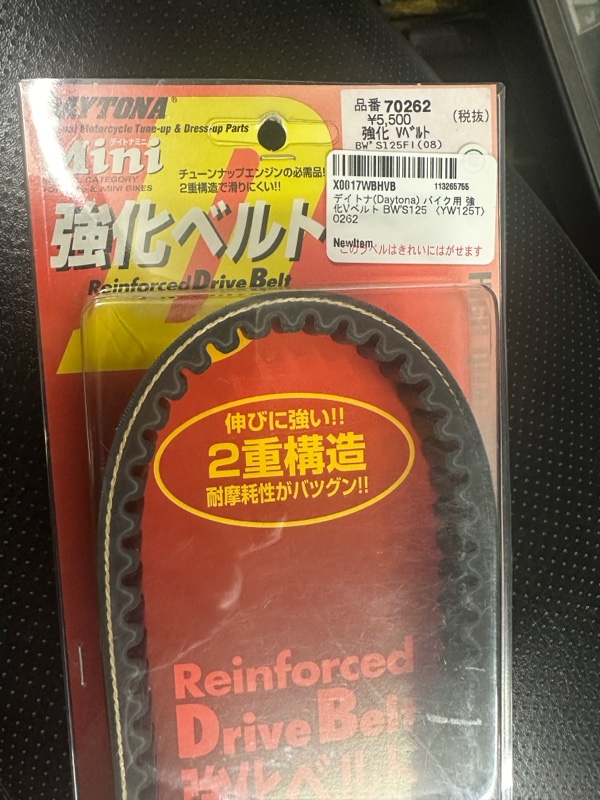 DAYTONA®
Motorcycle Tune-up & Dress-up Parts
デイトナミニ
Mini
CATEGORY
& MINI BIKES
チューンナップエンジンの必需品!
2重構造で滑りにくい!!
強化ベルト
Reinforced Drive Belt
品番 70262
¥5,500 (税抜)
強化 Vベルト
BW'S125FI(08)
X0017WBHVB 113265755
デイトナ(Daytona) バイク用 強
化Vベルト BW'S125 〈YW125T〉
0262
NewItem
このラベルはきれいにはがせます
伸びに強い!!
2重構造
耐摩耗性がバツグン!!
Reinforced
Drive Belt
強化ベルト